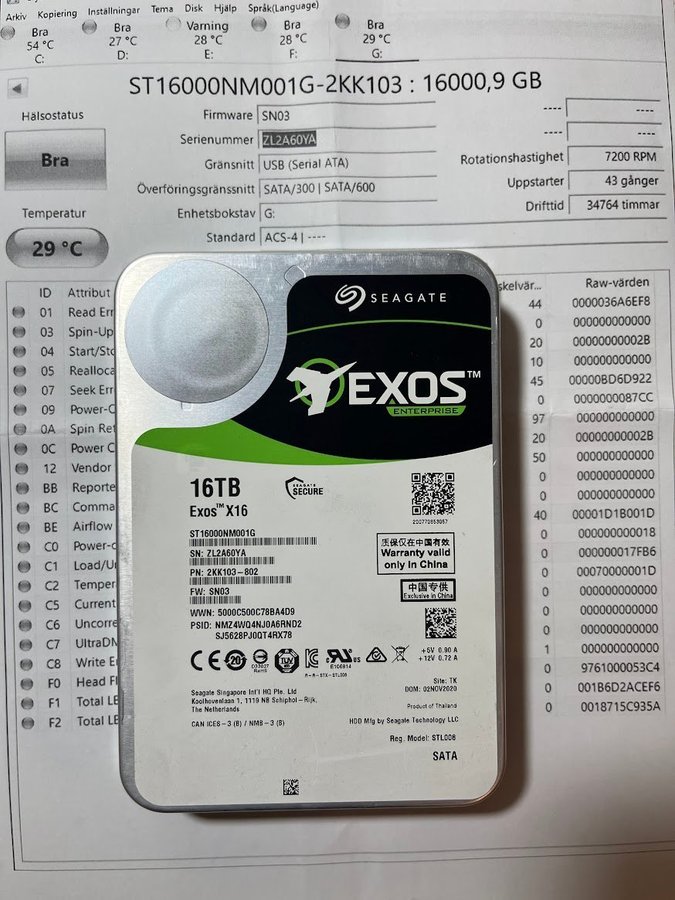 Arkiv Kopiering Inställningar Tema Disk Hjälp Språk(Language)
Bra Bra Varning Bra Bra
54 °C 27 °C 28 °C 28 °C 29 °C
C: D: E: F: G:
ST16000NM001G-2KK103 : 16000,9 GB
Hälsostatus
Bra
Temperatur
29 °C
Firmware SN03
Serienummer ZL2A60YA
Gränsnitt USB (Serial ATA)
Överföringsgränssnitt SATA/300 | SATA/600
Enhetsbokstav G:
Standard ACS-4 | ----
---- ----
---- ----
Rotationshastighet 7200 RPM
Uppstarter 43 gånger
Drifttid 34764 timmar
ID Attribut
01 Read Err
03 Spin-Up
04 Start/Sto
05 Realloca
07 Seek Err
09 Power-O
0A Spin Ret
0C Power C
12 Vendor
BB Reporte
BC Comma
BE Airflow
C0 Power-o
C1 Load/U
C2 Temper
C5 Current
C6 Uncorre
C7 UltraDM
C8 Write E
F0 Head Fl
F1 Total LB
F2 Total LB
skelvär... Raw-värden
44 0000036A6EF8
0 000000000000
20 00000000002B
10 000000000000
45 00000BD6D922
0 0000000087CC
97 000000000000
20 00000000002B
50 000000000000
0 000000000000
0 000000000000
40 00001D1B001D
0 000000000018
0 000000017FB6
0 00070000001D
0 000000000000
0 000000000000
0 000000000000
1 000000000000
0 9761000053C4
0 001B6D2ACEF6
0 0018715C935A
SEAGATE
EXOS™
ENTERPRISE
16TB
Exos™ X16
SEAGATE
SECURE
ST16000NM001G
SN: ZL2A60YA
PN: 2KK103-802
FW: SN03
WWN: 5000C500C78BA4D9
PSID: NMZ4WQ4NJ0A6RND2
SJ5628PJ0QT4RX78
质保仅在中国有效
Warranty valid
only in China
中国专供
Exclusive in China
+5V 0.90 A
+12V 0.72 A
Seagate Singapore Int'l HQ Pte. Ltd
Koolhovenlaan 1, 1119 NB Schiphol-Rijk,
The Netherlands
CAN ICES-3 (B) / NMB-3 (B)
Site: TK
DOM: 02NOV2020
Product of Thailand
HDD Mfg by Seagate Technology LLC
Reg. Model: STL008
SATA